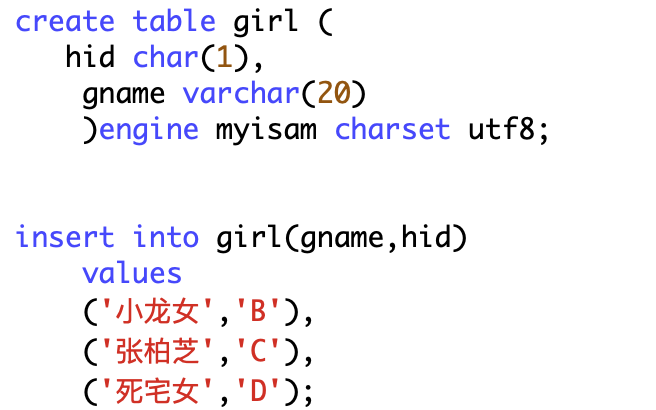 create table girl (
hid char(1),
gname varchar(20)
)engine myisam charset utf8;
insert into girl(gname,hid)
values
('小龙女','B'),
('张柏芝','C'),
('死宅女','D');